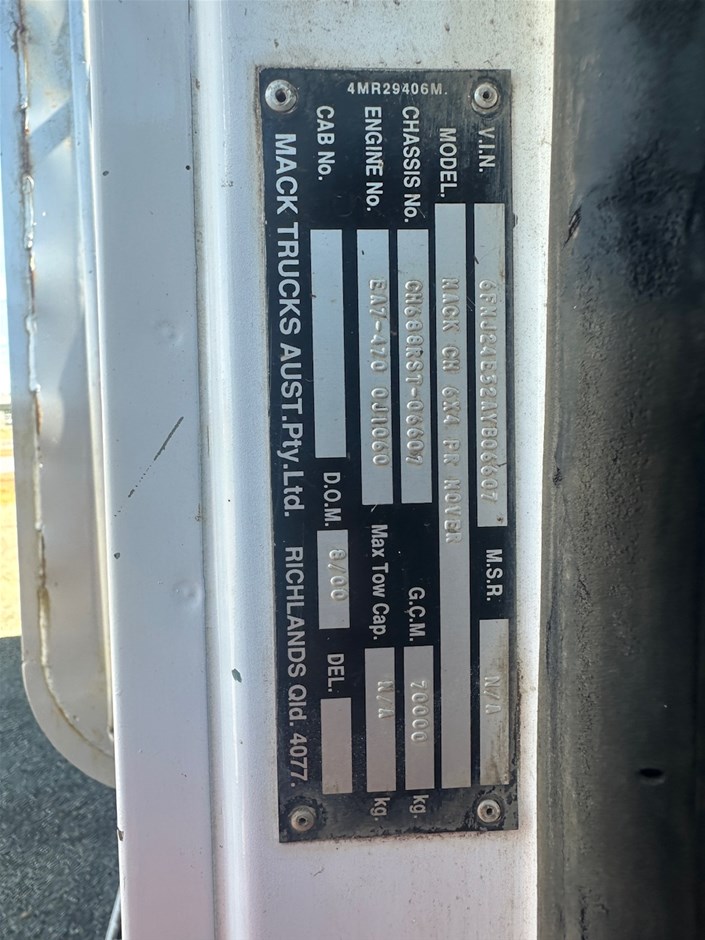 4MR29406M.
V.I.N. 6FMJ24E32AYB06607 M.S.R. N/A
MODEL. MACK CH 6X4 PR MOVER
CHASSIS No. CH688RST-06607 G.C.M. 70000 kg.
ENGINE No. EA7-470 0J1060 Max Tow Cap. N/A kg.
CAB No. D.O.M. 8/00 DEL.
MACK TRUCKS AUST.Pty.Ltd. RICHLANDS Qld. 4077.